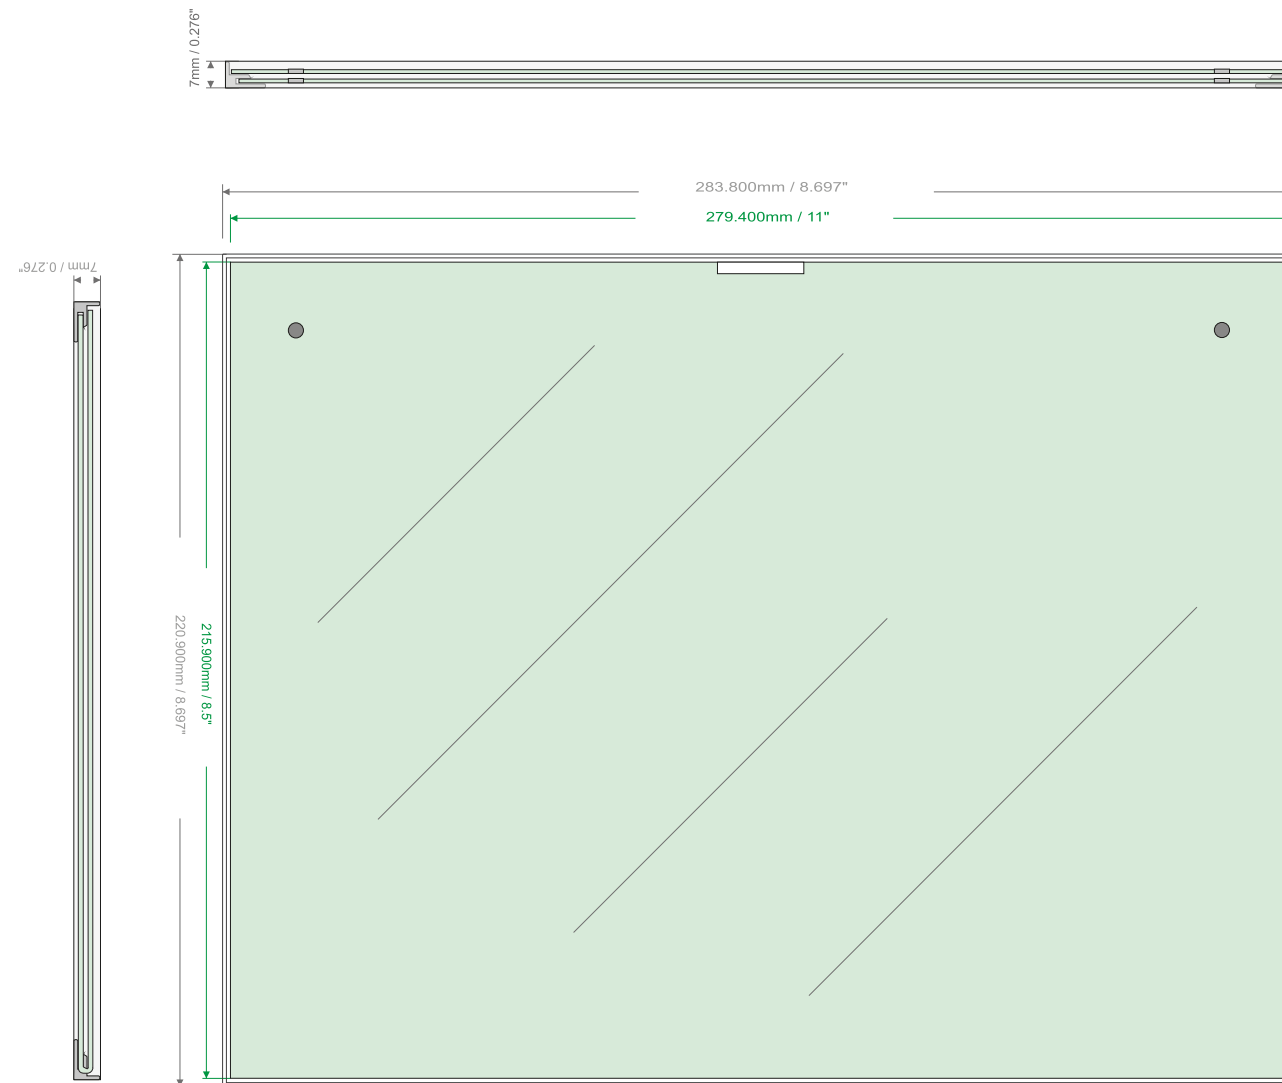 7mm / 0.276"
283.800mm / 8.697"
279.400mm / 11"
7mm / 0.276"
220.900mm / 8.697"
215.900mm / 8.5"